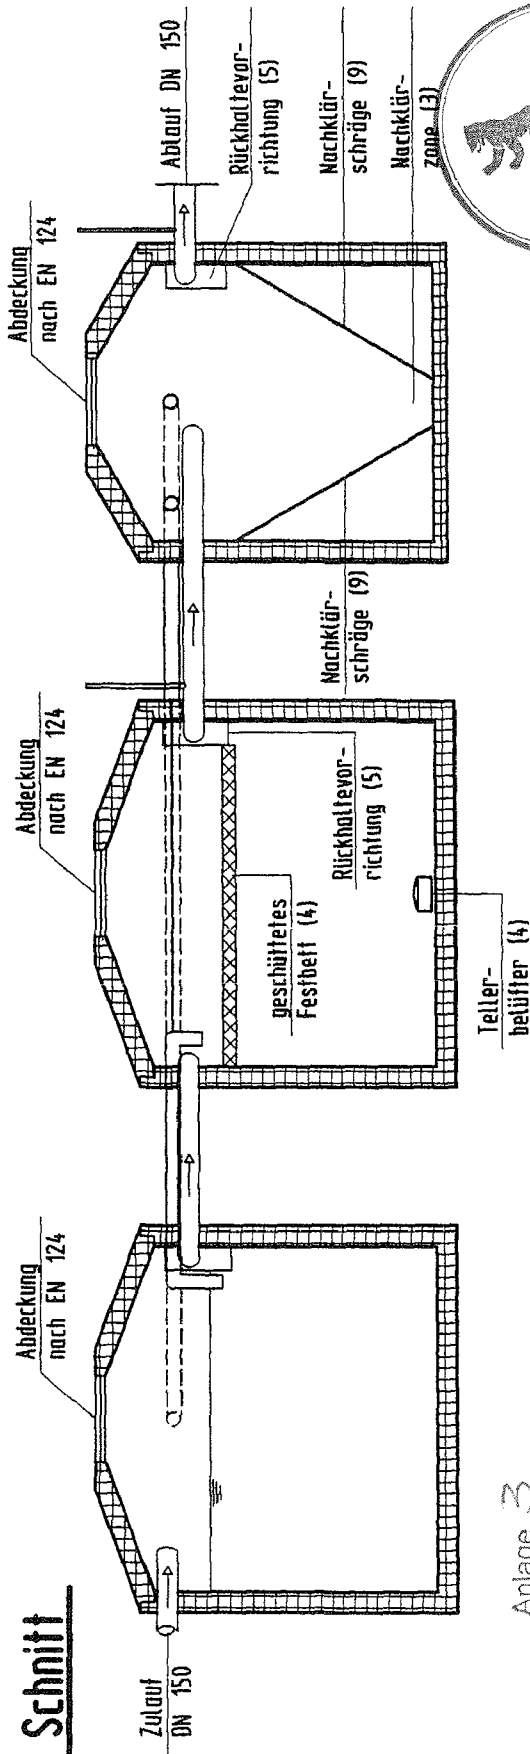 Schnitt
Zulauf
DN 150
Abdeckung
nach EN 124
Abdeckung
nach EN 124
Abdeckung
nach EN 124
geschüttetes
Festbett (4)
Rückhaltevor-
richtung (5)
Teller-
belüfter (4)
Nachklär-
schräge (9)
Ablauf DN 150
Rückhaltevor-
richtung (5)
Nachklär-
schräge (9)
Nachklär-
zone (3)
Anlage 3